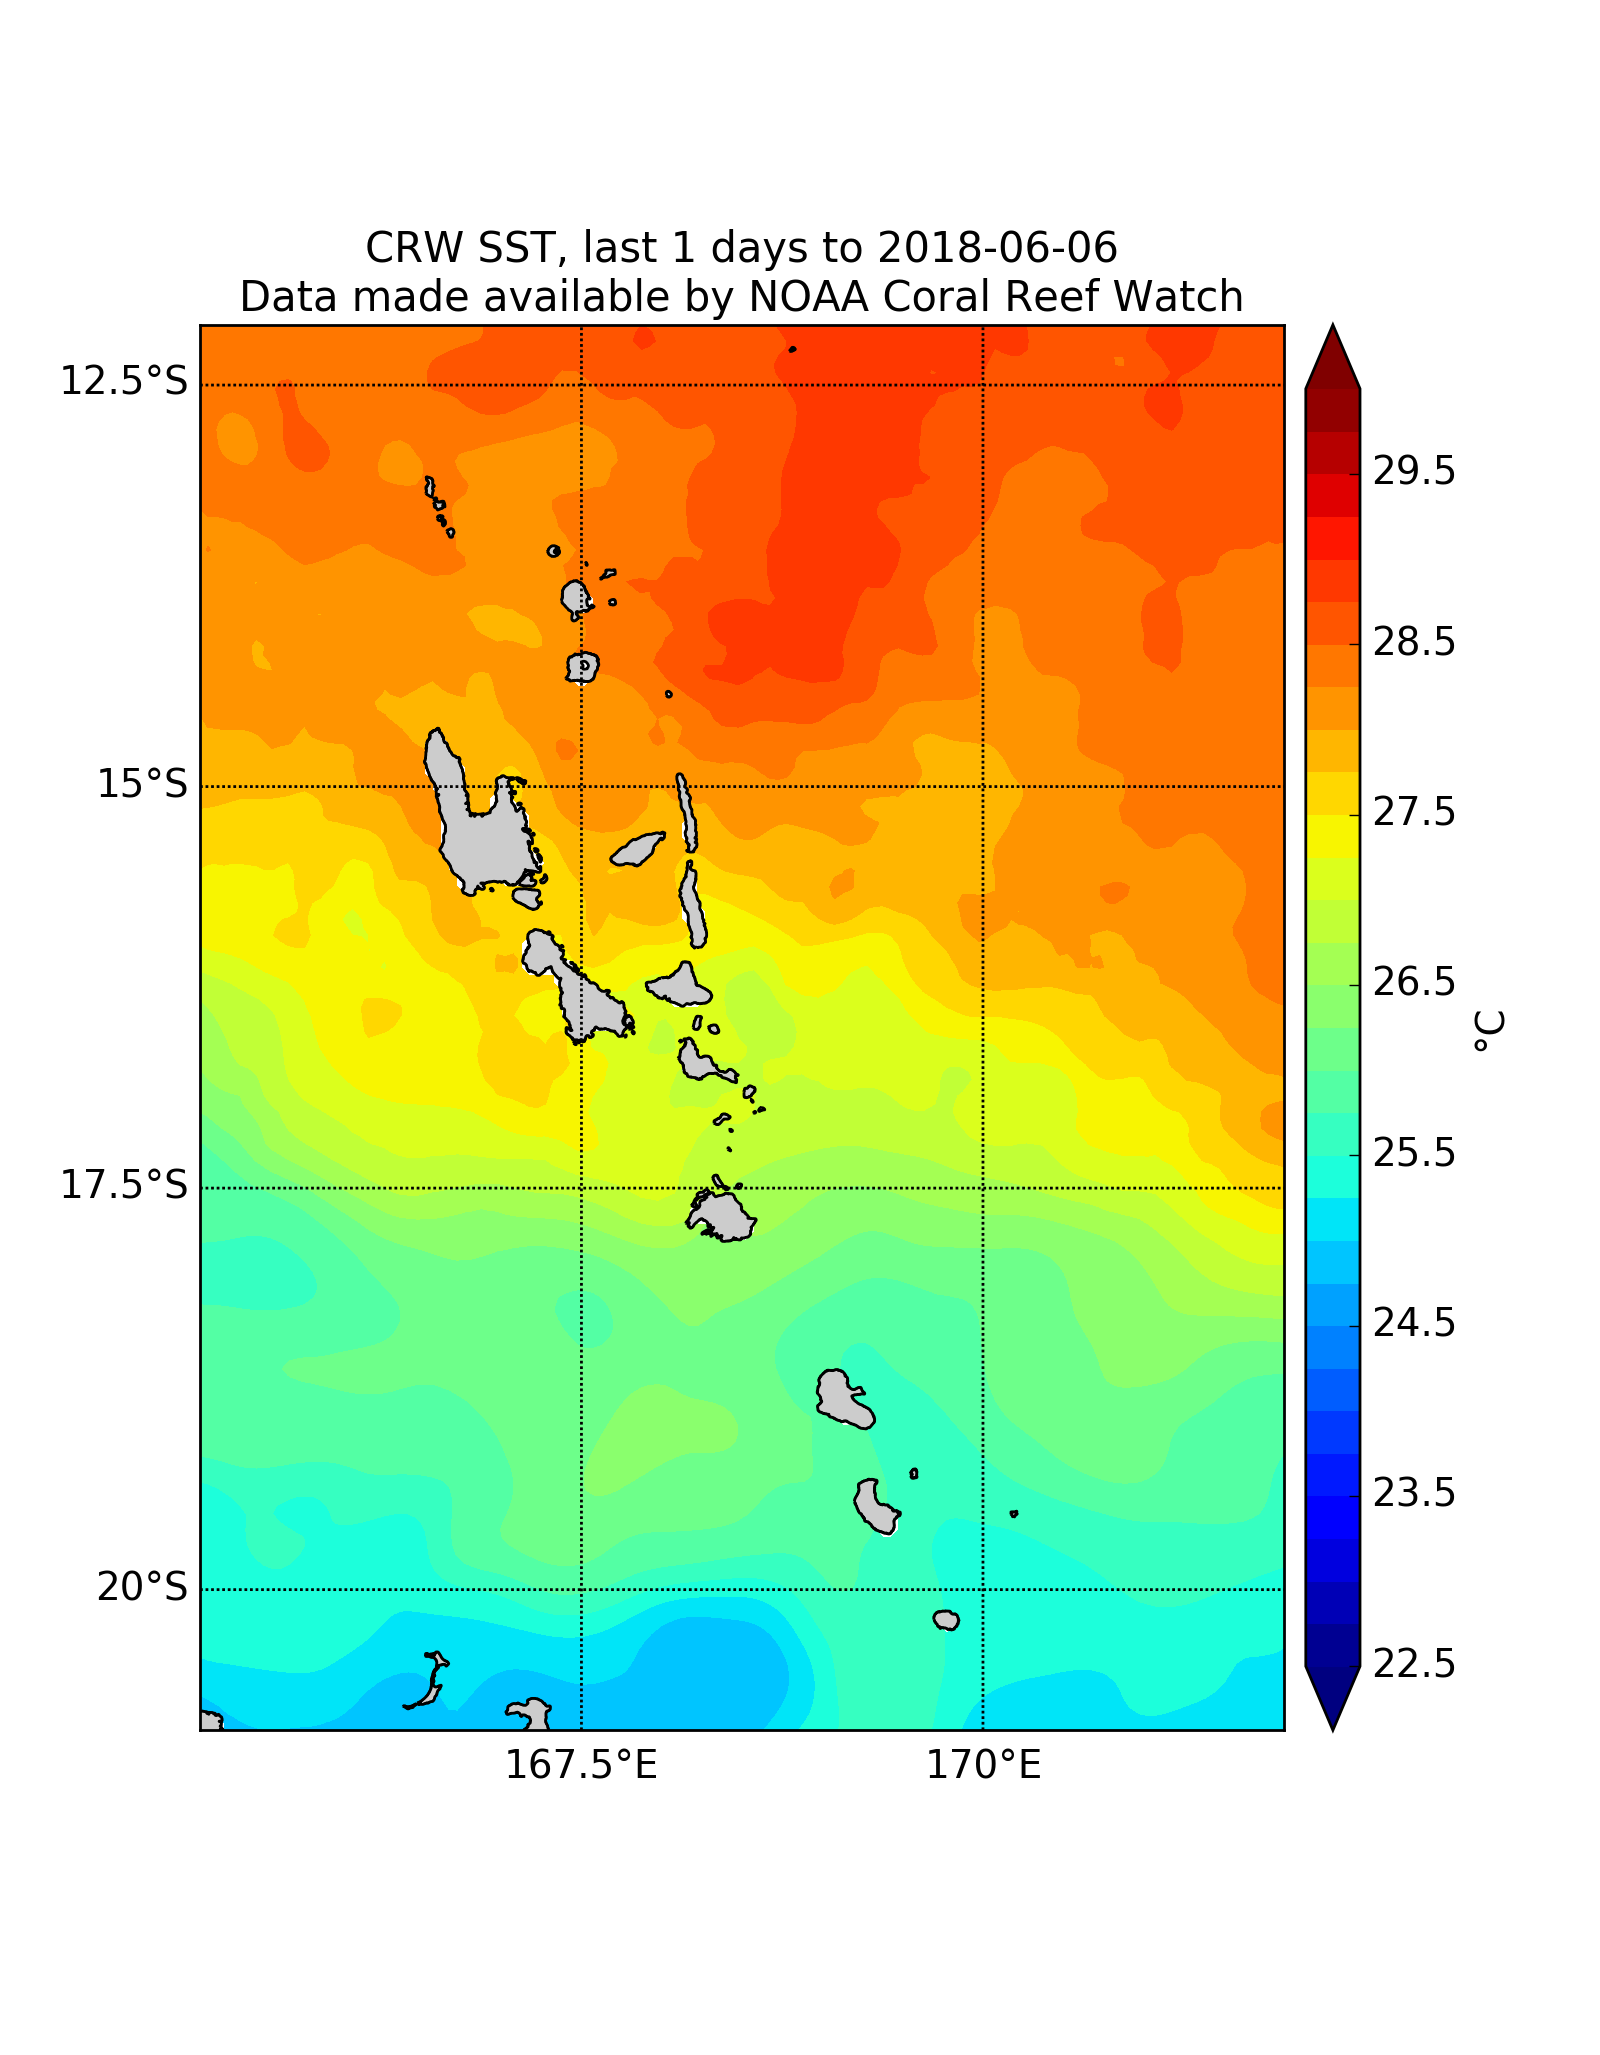 CRW SST, last 1 days to 2018-06-06
Data made available by NOAA Coral Reef Watch
12.5°S
15°S
17.5°S
20°S
167.5°E
170°E
29.5
28.5
27.5
26.5
25.5
24.5
23.5
22.5
°C